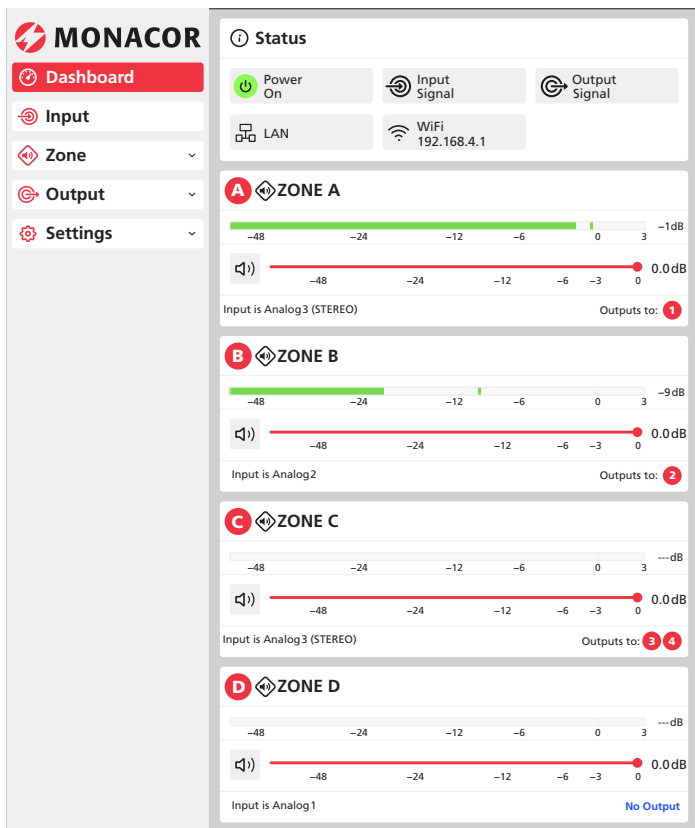 MONACOR
Dashboard
Input
Zone
Output
Settings
Status
Power
On
Input
Signal
Output
Signal
LAN
WiFi
192.168.4.1
A ZONE A
−1dB
−48 −24 −12 −6 0 3
0.0dB
−48 −24 −12 −6 −3 0
Input is Analog3 (STEREO) Outputs to: 1
B ZONE B
−9dB
−48 −24 −12 −6 0 3
0.0dB
−48 −24 −12 −6 −3 0
Input is Analog2 Outputs to: 2
C ZONE C
---dB
−48 −24 −12 −6 0 3
0.0dB
−48 −24 −12 −6 −3 0
Input is Analog3 (STEREO) Outputs to: 3 4
D ZONE D
---dB
−48 −24 −12 −6 0 3
0.0dB
−48 −24 −12 −6 −3 0
Input is Analog1 No Output